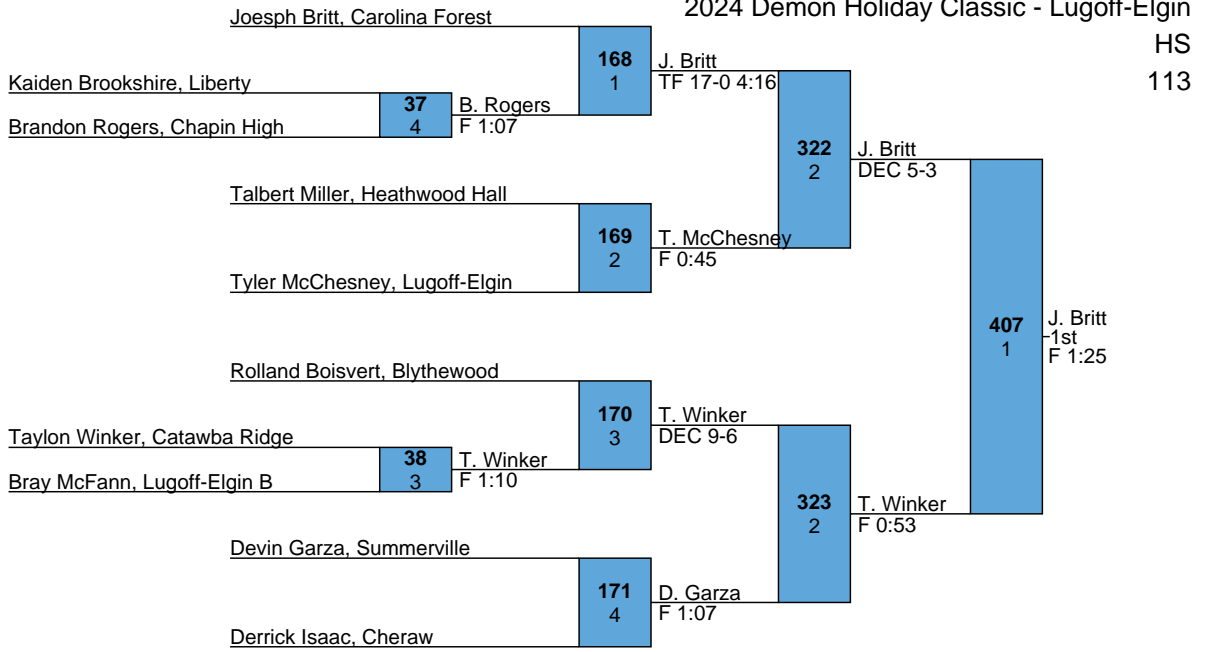 2024 Demon Holiday Classic - Lugoff-Elgin
HS
113
Joesph Britt, Carolina Forest
168
1
J. Britt
TF 17-0 4:16
Kaiden Brookshire, Liberty
37
4
B. Rogers
F 1:07
Brandon Rogers, Chapin High
322
2
J. Britt
DEC 5-3
Talbert Miller, Heathwood Hall
169
2
T. McChesney
F 0:45
Tyler McChesney, Lugoff-Elgin
407
1
J. Britt
1st
F 1:25
Rolland Boisvert, Blythewood
170
3
T. Winker
DEC 9-6
Taylon Winker, Catawba Ridge
38
3
T. Winker
F 1:10
Bray McFann, Lugoff-Elgin B
323
2
T. Winker
F 0:53
Devin Garza, Summerville
171
4
D. Garza
F 1:07
Derrick Isaac, Cheraw